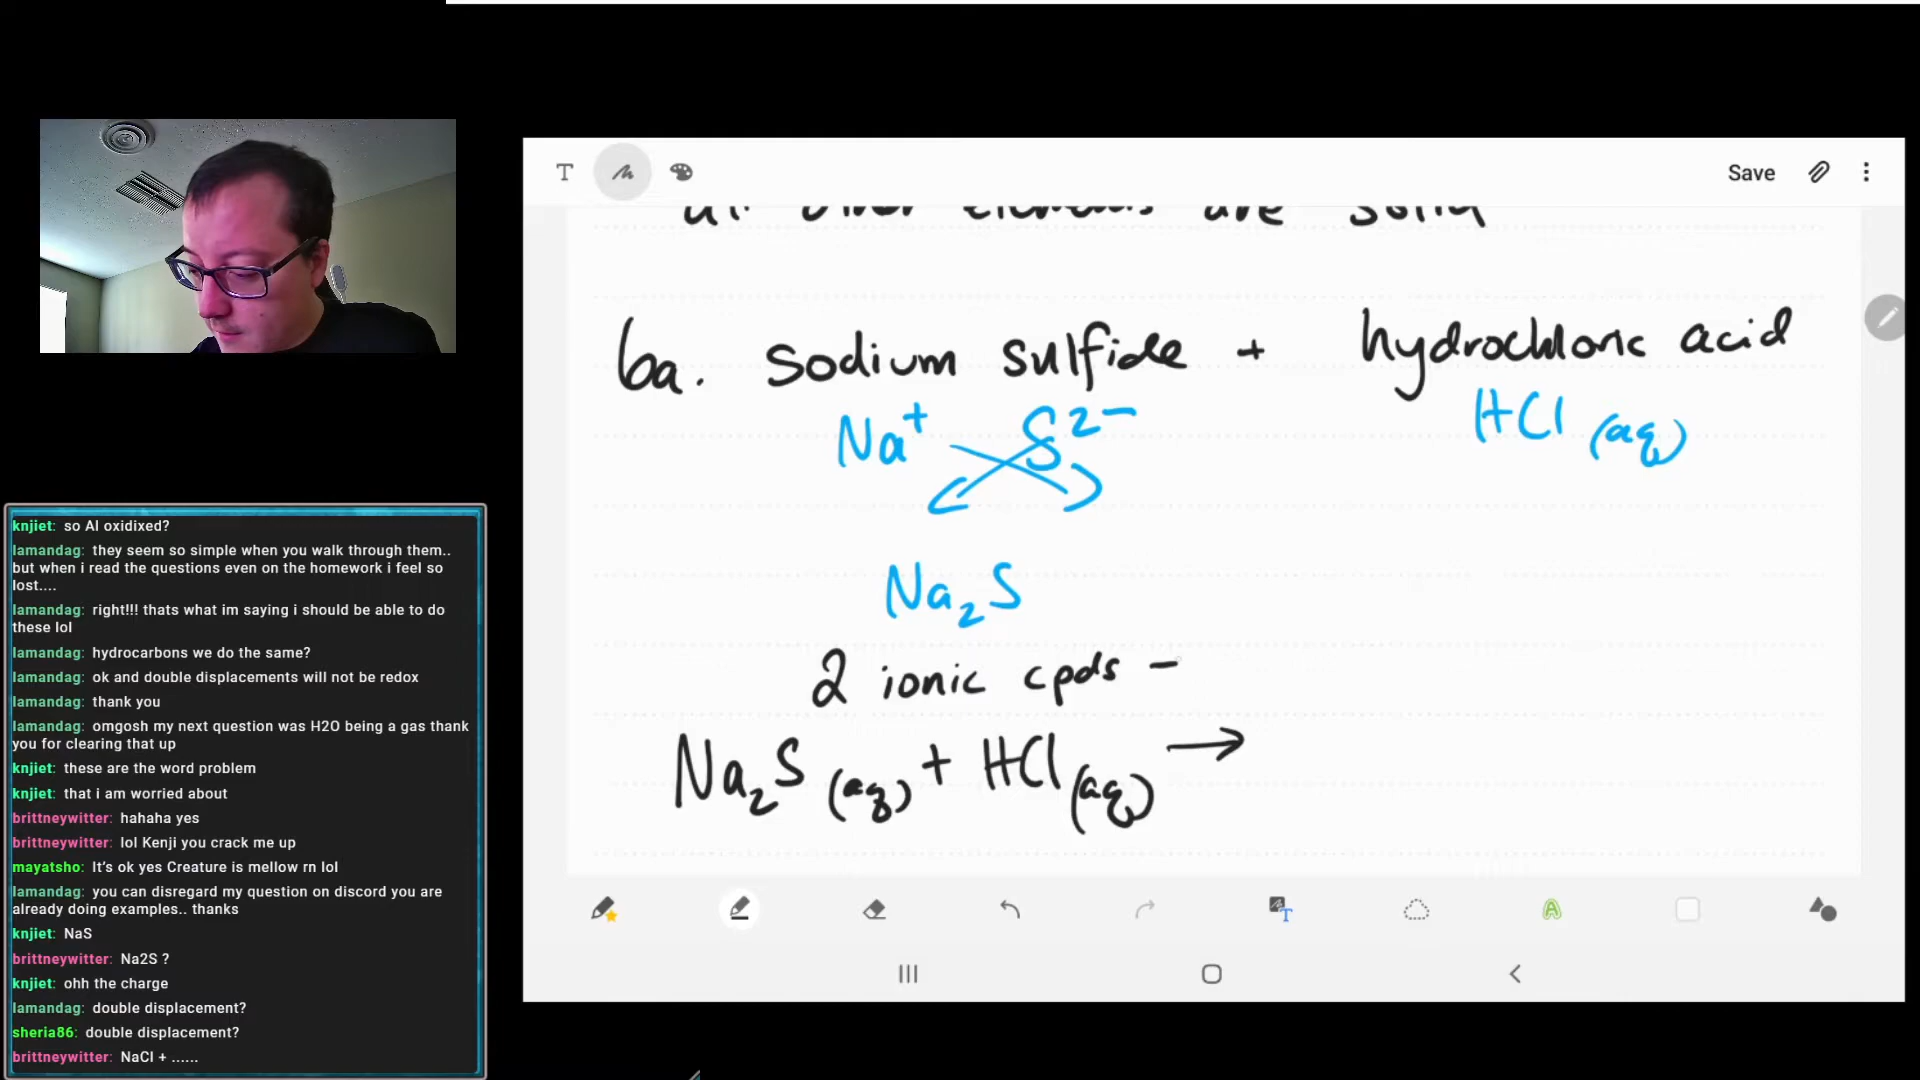 T
Save
all other elements are solid
6a. sodium sulfide + hydrochloric acid
Na+ S2- HCl (aq)
Na2S
2 ionic cpds -
Na2S (aq) + HCl (aq) →
knjiet: so Al oxidixed?
lamandag: they seem so simple when you walk through them..
but when i read the questions even on the homework i feel so
lost....
lamandag: right!!! thats what im saying i should be able to do
these lol
lamandag: hydrocarbons we do the same?
lamandag: ok and double displacements will not be redox
lamandag: thank you
lamandag: omgosh my next question was H2O being a gas thank
you for clearing that up
knjiet: these are the word problem
knjiet: that i am worried about
brittneywitter: hahaha yes
brittneywitter: lol Kenji you crack me up
mayatsho: It's ok yes Creature is mellow rn lol
lamandag: you can disregard my question on discord you are
already doing examples.. thanks
knjiet: NaS
brittneywitter: Na2S ?
knjiet: ohh the charge
lamandag: double displacement?
sheria86: double displacement?
brittneywitter: NaCl + ......